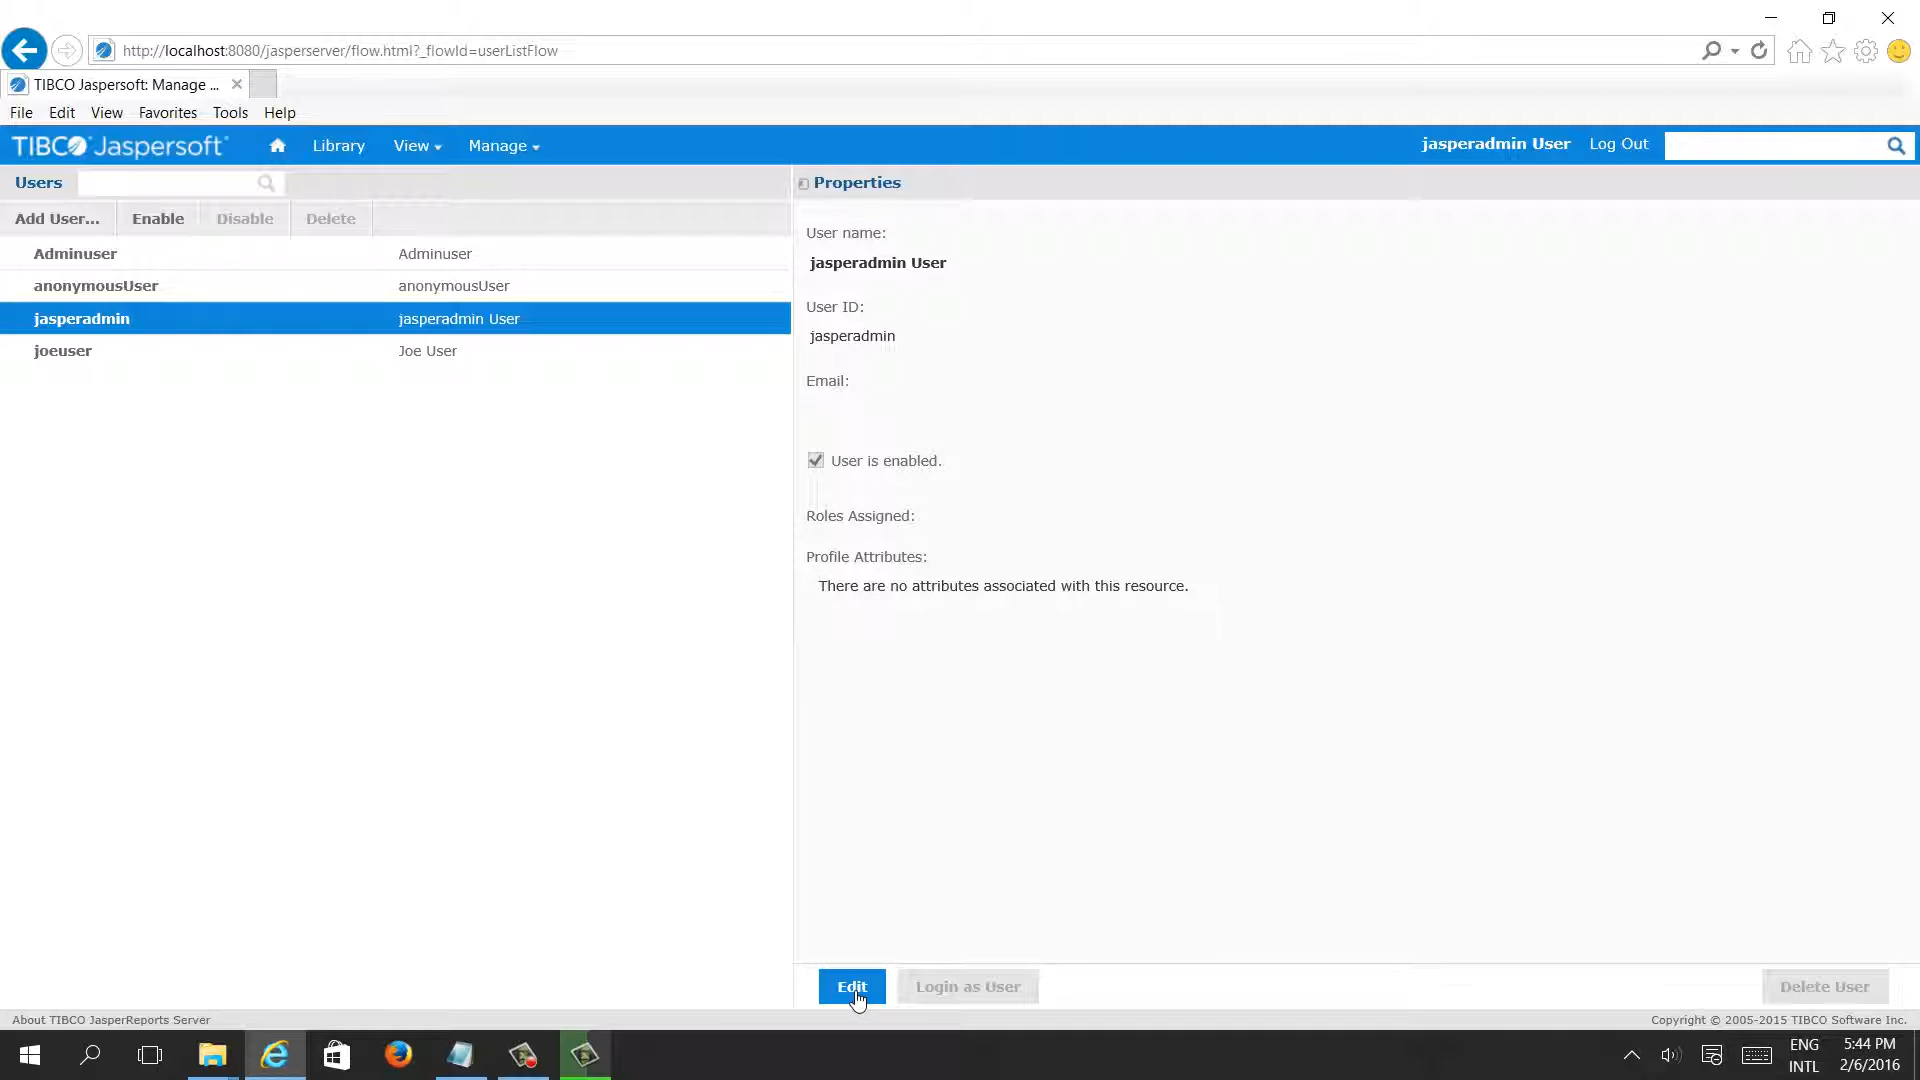 http://localhost:8080/jasperserver/flow.html?_flowId=userListFlow
TIBCO Jaspersoft: Manage ...
File Edit View Favorites Tools Help
TIBCO Jaspersoft Library View Manage jasperadmin User Log Out
Users
Properties
Add User... Enable Disable Delete
Adminuser Adminuser
anonymousUser anonymousUser
jasperadmin jasperadmin User
joeuser Joe User
User name:
jasperadmin User
User ID:
jasperadmin
Email:
User is enabled.
Roles Assigned:
Profile Attributes:
There are no attributes associated with this resource.
Edit Login as User Delete User
About TIBCO JasperReports Server Copyright © 2005-2015 TIBCO Software Inc.
ENG 5:44 PM
INTL 2/6/2016